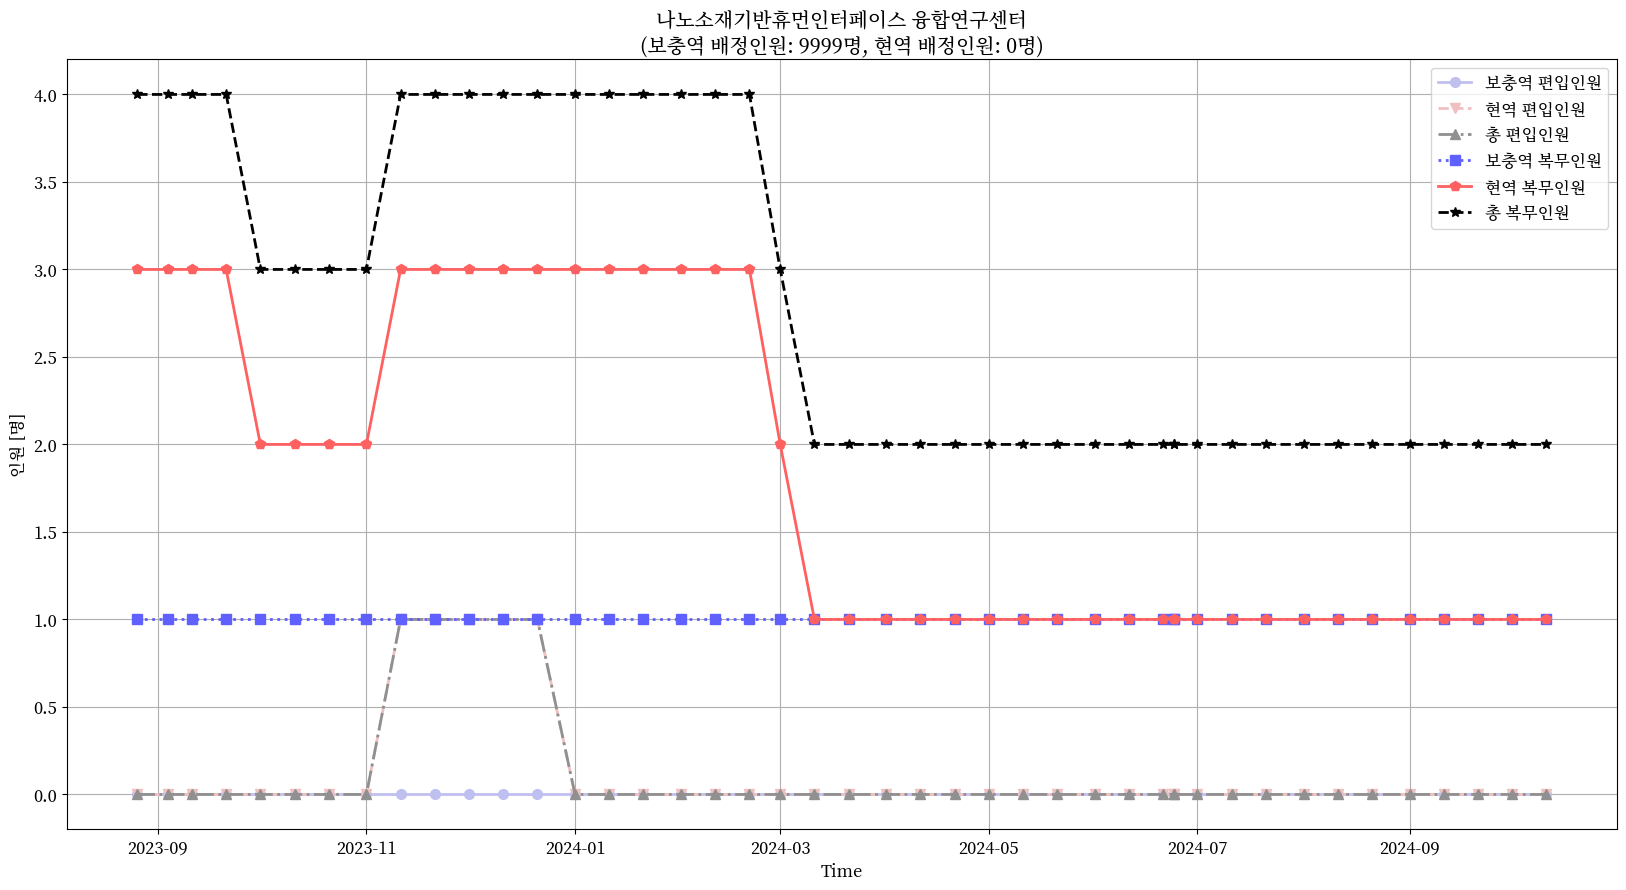 나노소재기반휴먼인터페이스 융합연구센터
(보충역 배정인원: 9999명, 현역 배정인원: 0명)
보충역 편입인원
현역 편입인원
총 편입인원
보충역 복무인원
현역 복무인원
총 복무인원
인원 [명]
4.0
3.5
3.0
2.5
2.0
1.5
1.0
0.5
0.0
2023-09
2023-11
2024-01
2024-03
2024-05
2024-07
2024-09
Time